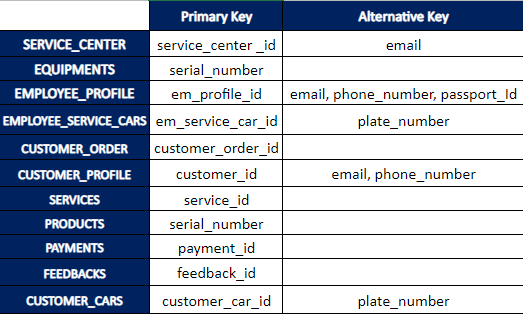 Primary Key Alternative Key
SERVICE_CENTER service_center _id email
EQUIPMENTS serial_number
EMPLOYEE_PROFILE em_profile_id email, phone_number, passport_Id
EMPLOYEE_SERVICE_CARS em_service_car_id plate_number
CUSTOMER_ORDER customer_order_id
CUSTOMER_PROFILE customer_id email, phone_number
SERVICES service_id
PRODUCTS serial_number
PAYMENTS payment_id
FEEDBACKS feedback_id
CUSTOMER_CARS customer_car_id plate_number